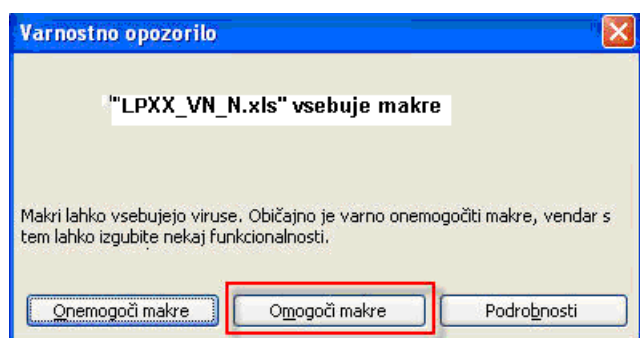 Varnostno opozorilo
""LPXX_VN_N.xls" vsebuje makre
Makri lahko vsebujejo viruse. Običajno je varno onemogočiti makre, vendar s
tem lahko izgubite nekaj funkcionalnosti.
Onemogoči makre
Omogoči makre
Podrobnosti